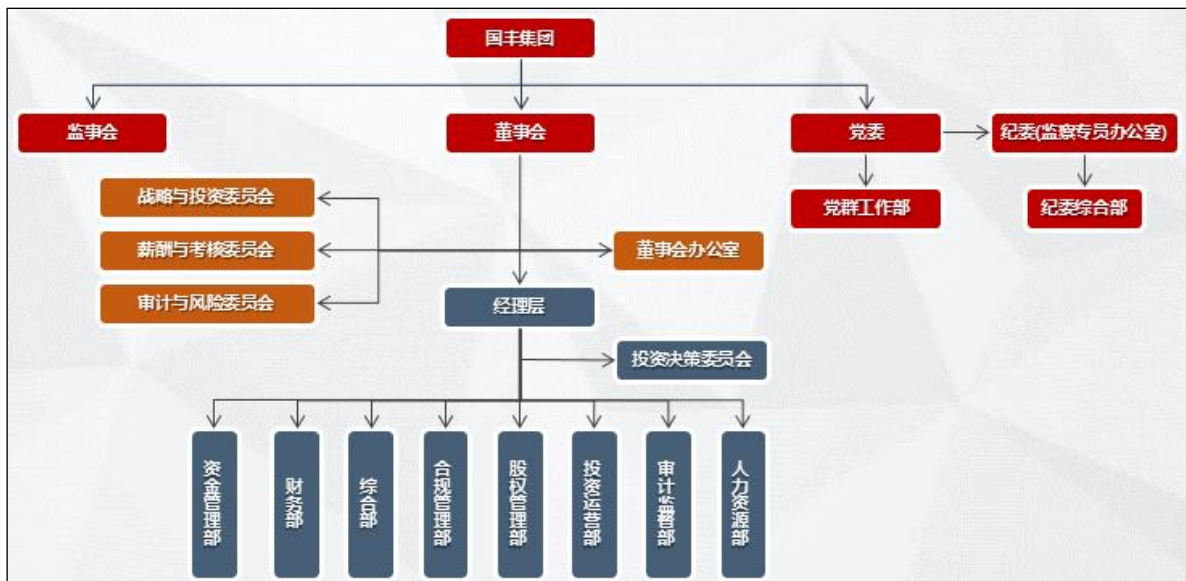 国丰集团
监事会
董事会
党委
纪委(监察专员办公室)
战略与投资委员会
党群工作部
纪委综合部
薪酬与考核委员会
董事会办公室
审计与风险委员会
经理层
投资决策委员会
资金管理部
财务部
综合部
合规管理部
股权管理部
投资运营部
审计监督部
人力资源部